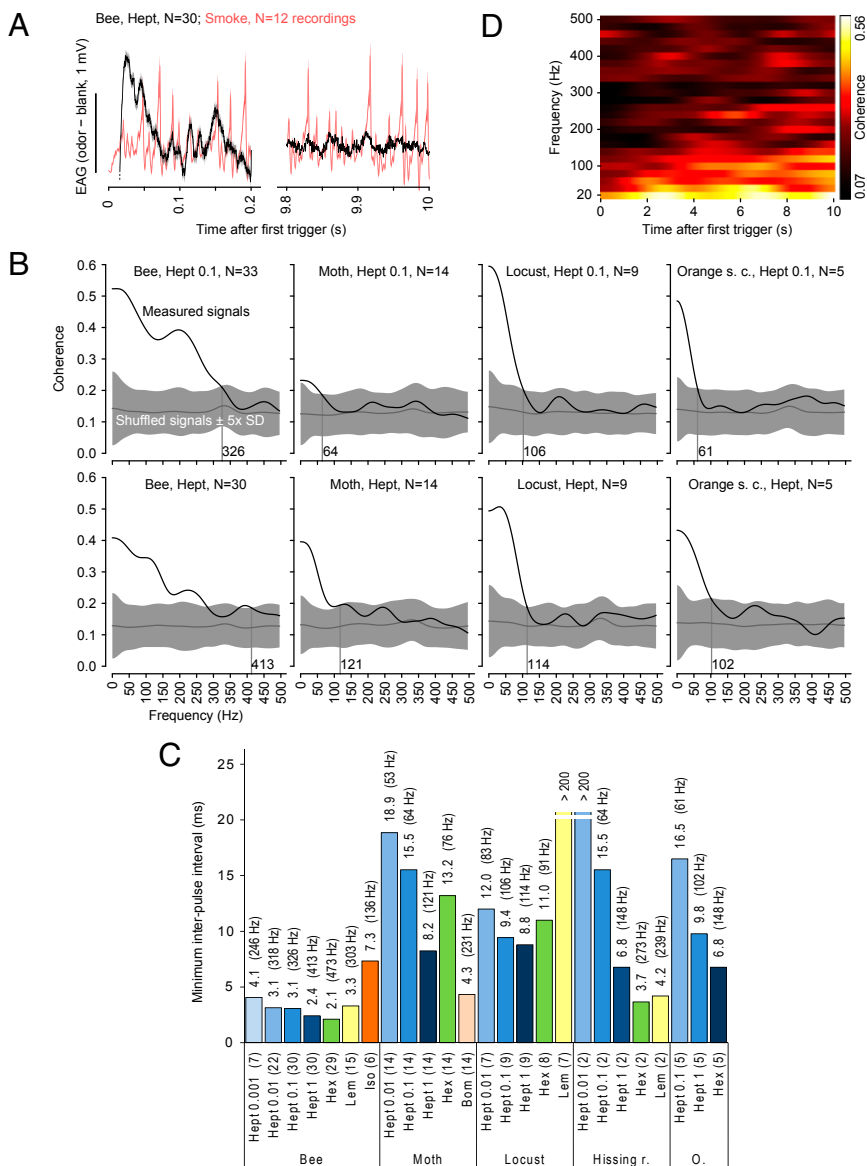 A
Bee, Hept, N=30; Smoke, N=12 recordings
EAG (odor − blank, 1 mV)
0 0.1 0.2 9.8 9.9 10
Time after first trigger (s)
D
Frequency (Hz)
500
400
300
200
100
20
0 2 4 6 8 10
Time after first trigger (s)
0.07 0.56
Coherence
B
Coherence
0.6
0.5
0.4
0.3
0.2
0.1
0.0
Bee, Hept 0.1, N=33
Measured signals
Shuffled signals ± 5x SD
326
Moth, Hept 0.1, N=14
64
Locust, Hept 0.1, N=9
106
Orange s. c., Hept 0.1, N=5
61
0.6
0.5
0.4
0.3
0.2
0.1
0.0
Bee, Hept, N=30
413
Moth, Hept, N=14
121
Locust, Hept, N=9
114
Orange s. c., Hept, N=5
102
0 50 100 150 200 250 300 350 400 450 500
0 50 100 150 200 250 300 350 400 450 500
0 50 100 150 200 250 300 350 400 450 500
0 50 100 150 200 250 300 350 400 450 500
Frequency (Hz)
C
Minimum inter-pulse interval (ms)
25
20
15
10
5
0
4.1 (246 Hz)
3.1 (318 Hz)
3.1 (326 Hz)
2.4 (413 Hz)
2.1 (473 Hz)
3.3 (303 Hz)
7.3 (136 Hz)
18.9 (53 Hz)
15.5 (64 Hz)
8.2 (121 Hz)
13.2 (76 Hz)
4.3 (231 Hz)
12.0 (83 Hz)
9.4 (106 Hz)
8.8 (114 Hz)
11.0 (91 Hz)
> 200
> 200
15.5 (64 Hz)
6.8 (148 Hz)
3.7 (273 Hz)
4.2 (239 Hz)
16.5 (61 Hz)
9.8 (102 Hz)
6.8 (148 Hz)
Hept 0.001 (7)
Hept 0.01 (22)
Hept 0.1 (30)
Hept 1 (30)
Hex (29)
Lem (15)
Iso (6)
Hept 0.01 (14)
Hept 0.1 (14)
Hept 1 (14)
Hex (14)
Bom (14)
Hept 0.01 (7)
Hept 0.1 (9)
Hept 1 (9)
Hex (8)
Lem (7)
Hept 0.01 (2)
Hept 0.1 (2)
Hept 1 (2)
Hex (2)
Lem (2)
Hept 0.1 (5)
Hept 1 (5)
Hex (5)
Bee
Moth
Locust
Hissing r.
O.